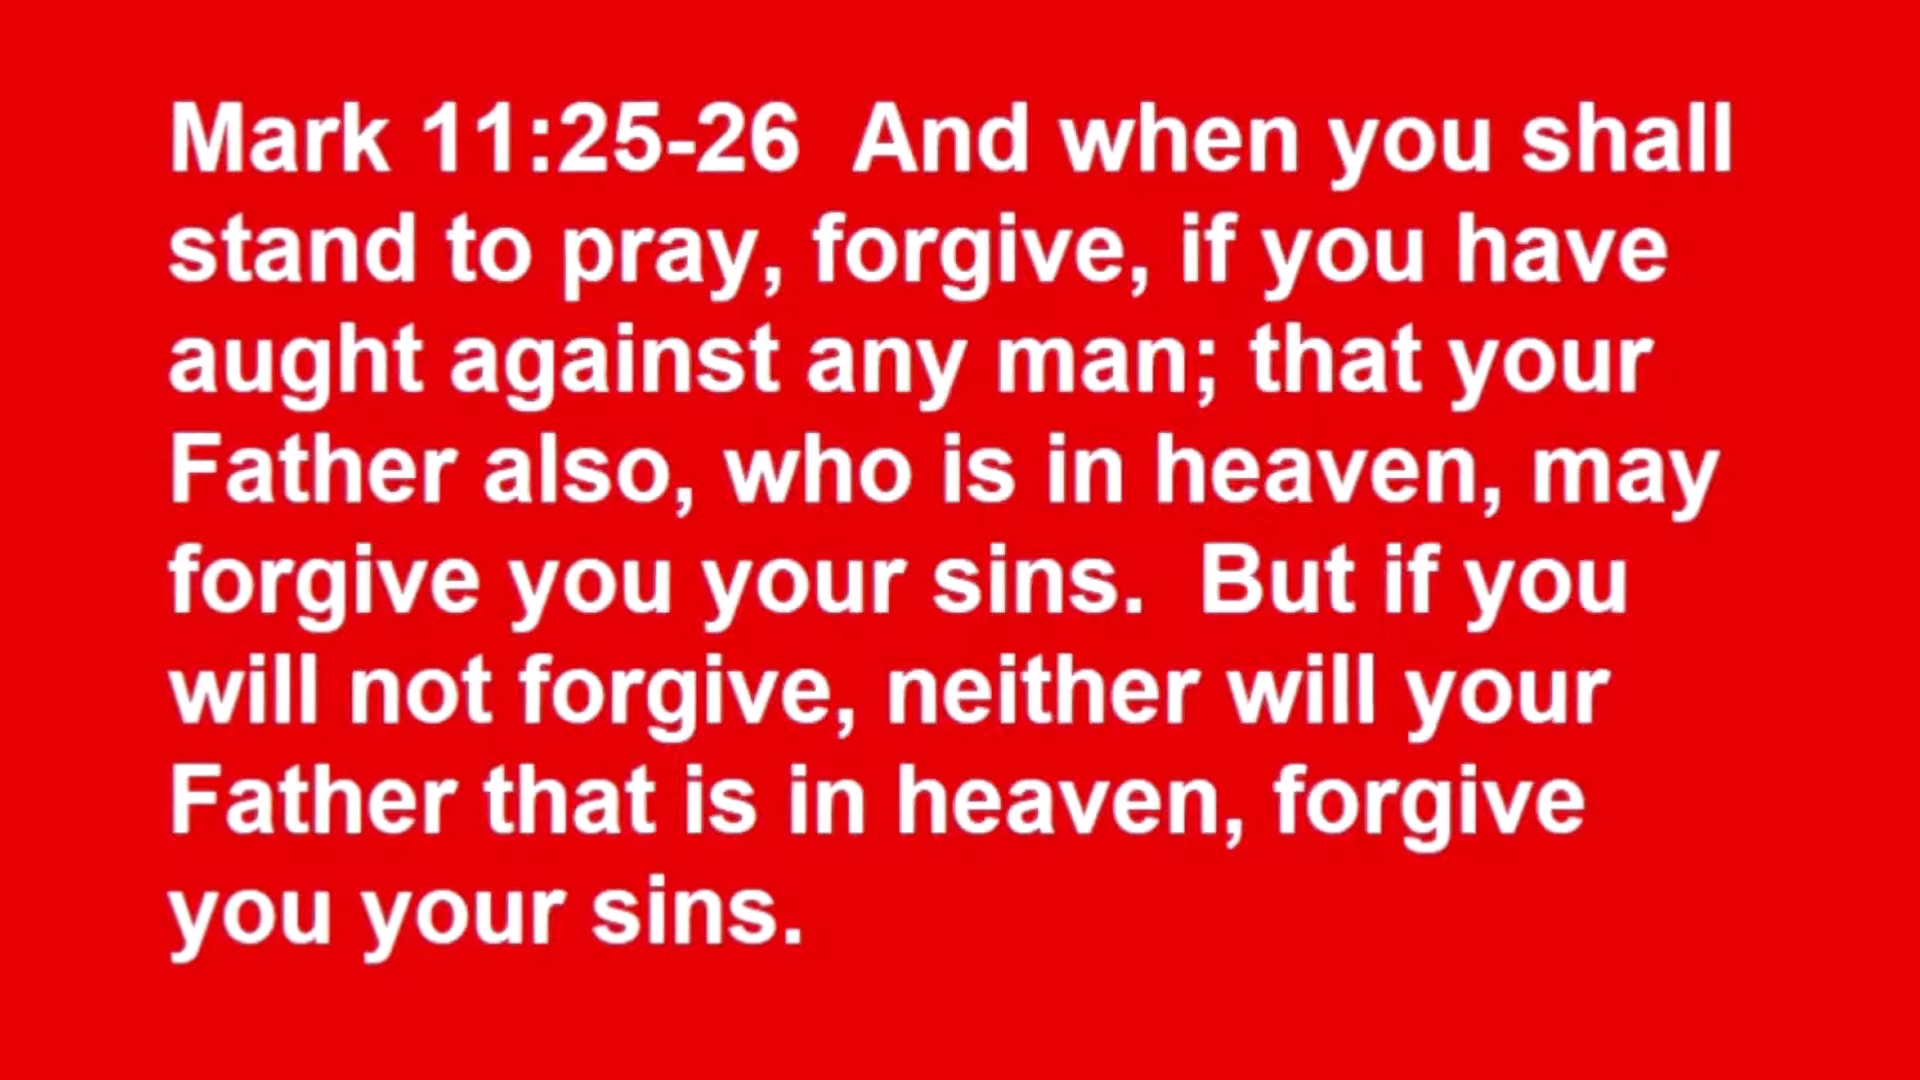 Mark 11:25-26  And when you shall
stand to pray, forgive, if you have
aught against any man; that your
Father also, who is in heaven, may
forgive you your sins.  But if you
will not forgive, neither will your
Father that is in heaven, forgive
you your sins.